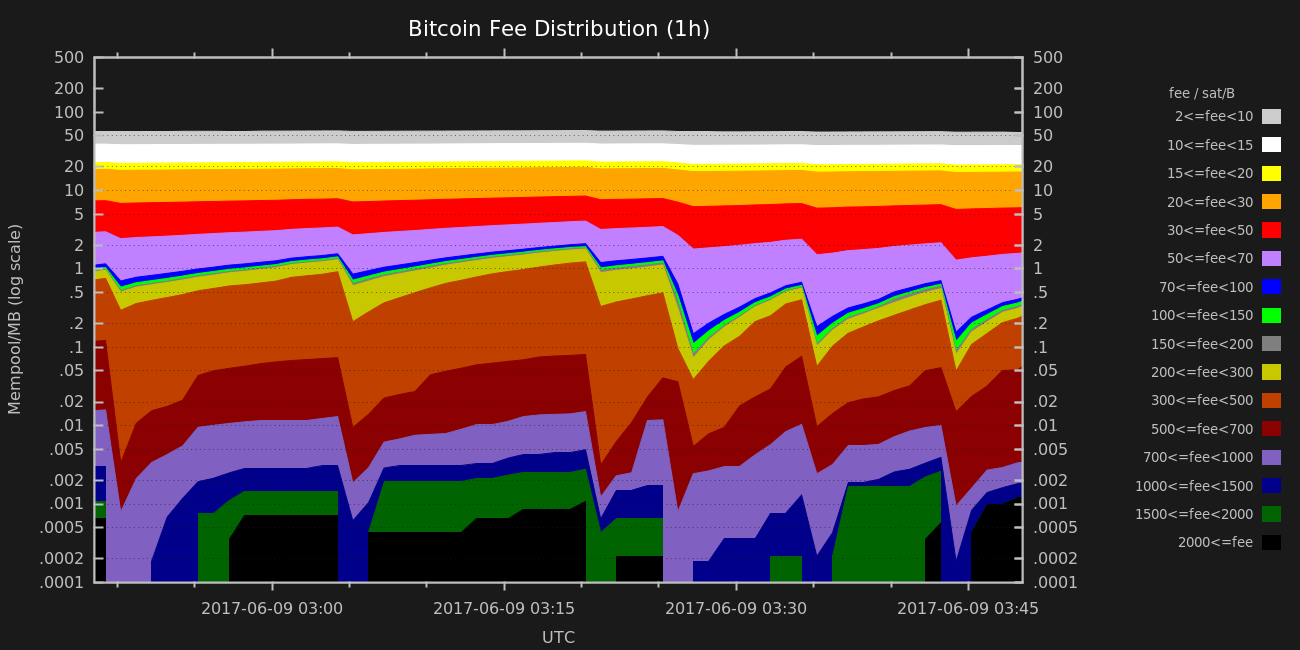 Bitcoin Fee Distribution (1h)
500
200
100
50
20
10
5
2
1
.5
.2
.1
.05
.02
.01
.005
.002
.001
.0005
.0002
.0001
Mempool/MB (log scale)
500
200
100
50
20
10
5
2
1
.5
.2
.1
.05
.02
.01
.005
.002
.001
.0005
.0002
.0001
2017-06-09 03:00
2017-06-09 03:15
2017-06-09 03:30
2017-06-09 03:45
UTC
fee / sat/B
2<=fee<10
10<=fee<15
15<=fee<20
20<=fee<30
30<=fee<50
50<=fee<70
70<=fee<100
100<=fee<150
150<=fee<200
200<=fee<300
300<=fee<500
500<=fee<700
700<=fee<1000
1000<=fee<1500
1500<=fee<2000
2000<=fee